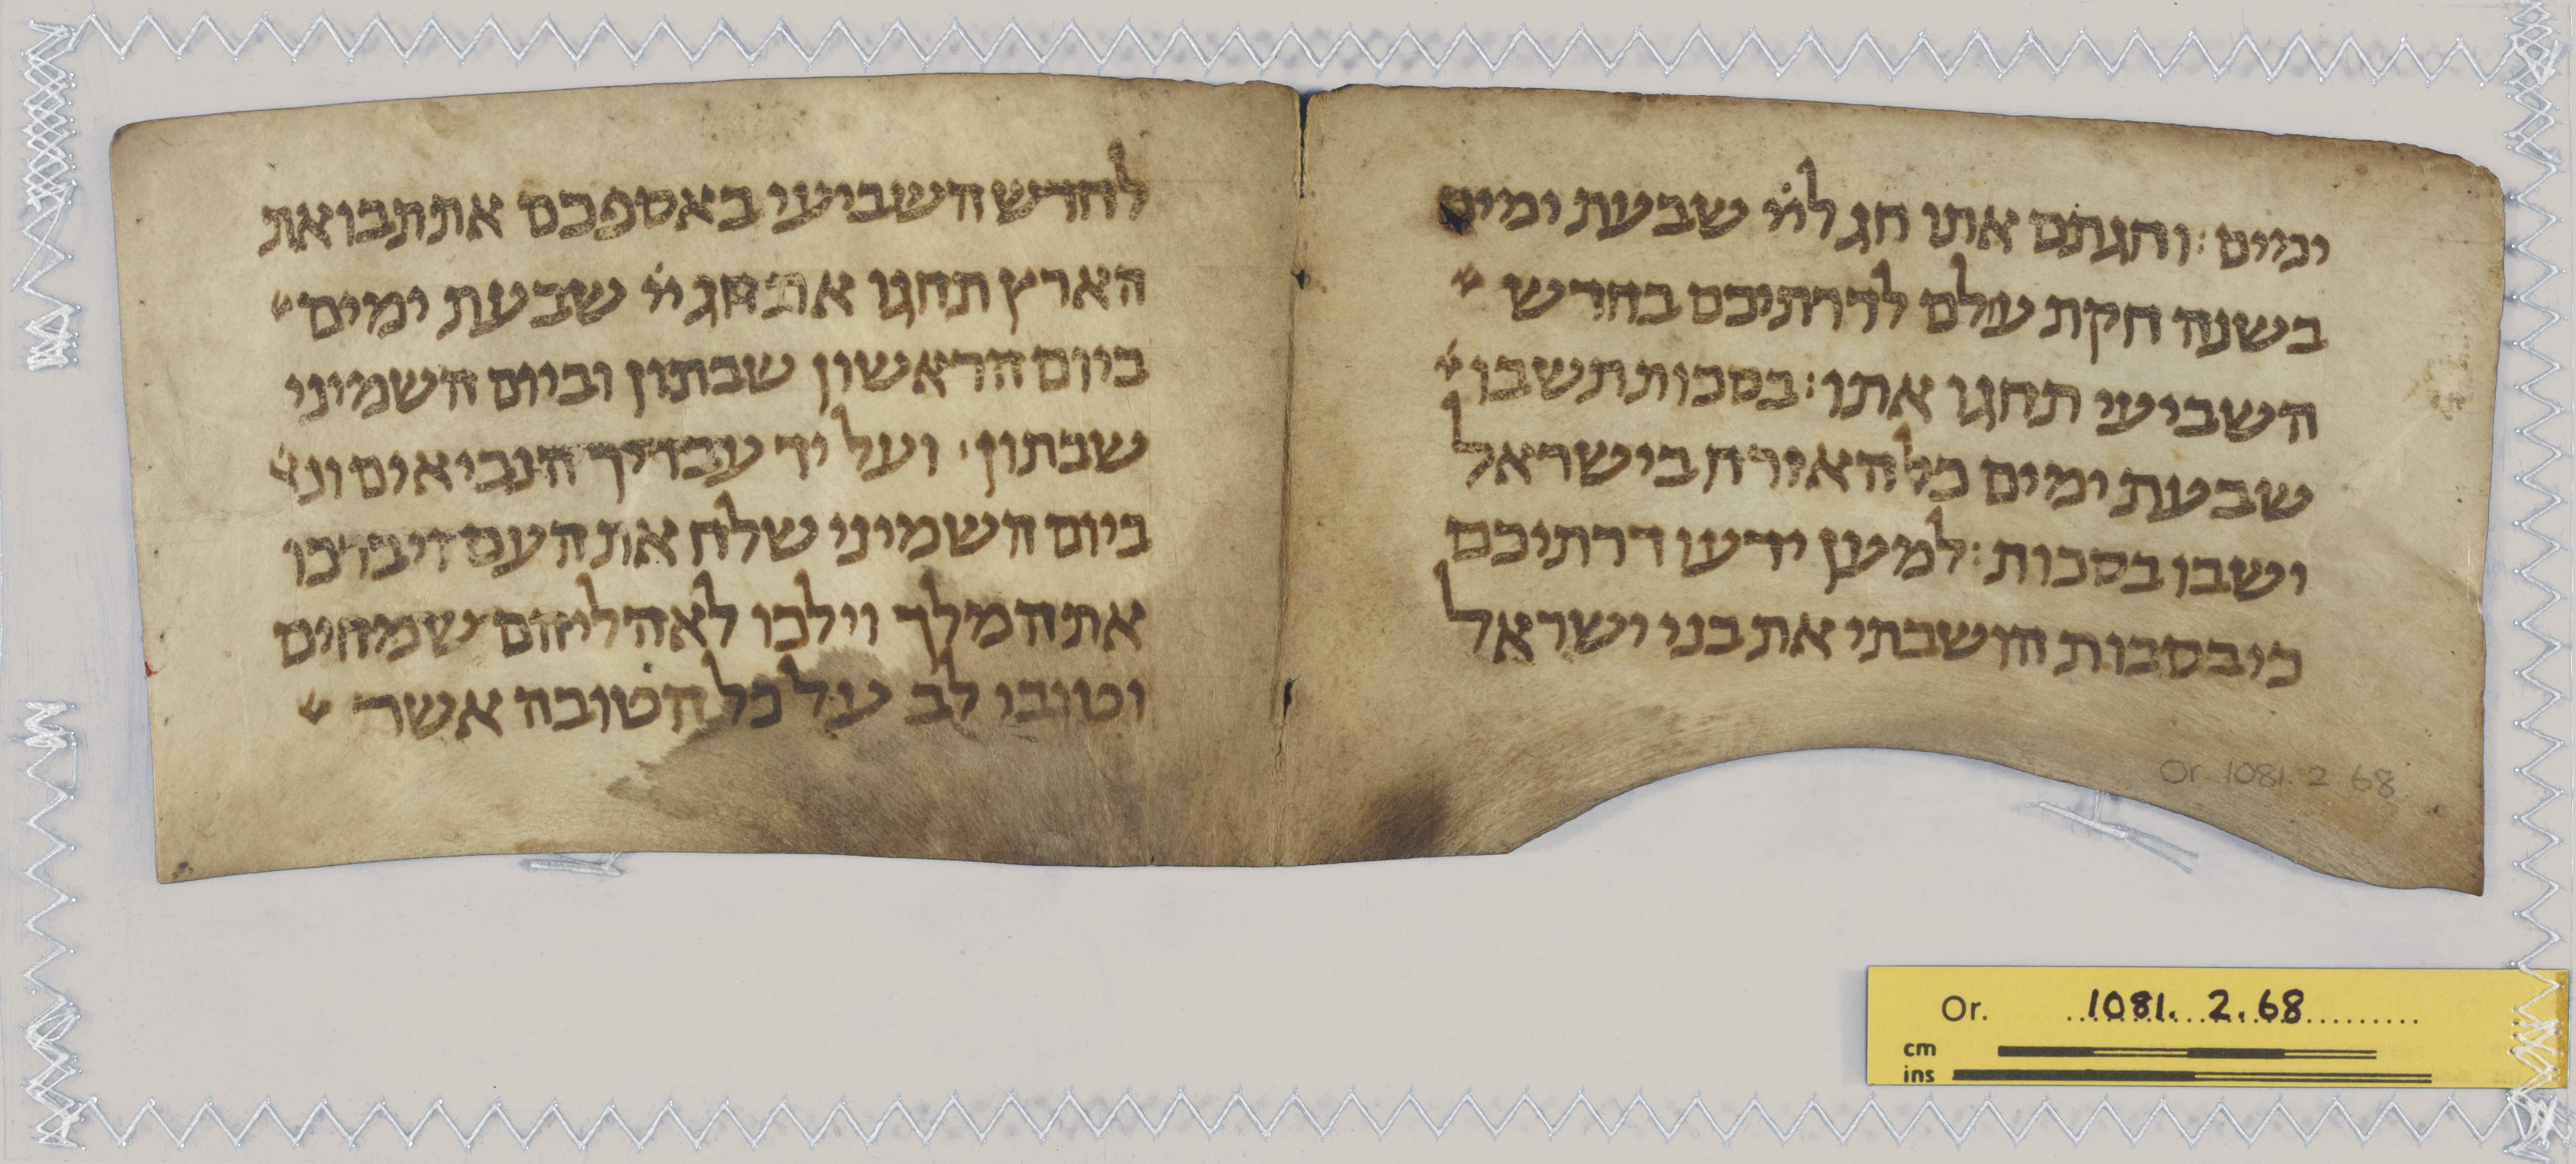 ימים : וחגתם אתו חג לייי שבעת ימים
בשנה חקת עולם לדרתיכם בחדש
השביעי תחגו אתו : בסכות תשבו
שבעת ימים כל האזרח בישראל
ישבו בסכות : למען ידעו דרתיכם
כי בסכות הושבתי את בני ישראל
לחדש השביעי באספכם את תבואת
הארץ תחגו את חג ייי שבעת ימים
ביום הראשון שבתון וביום השמיני
שבתון ׃ ועל יד עבדיך הנביאים וג
ביום השמיני שלח את העם ויברכו
את המלך וילכו לאהליהם שמחים
וטובי לב על כל הטובה אשר
Or 1081. 2 68
Or. 1081. 2. 68
cm
ins